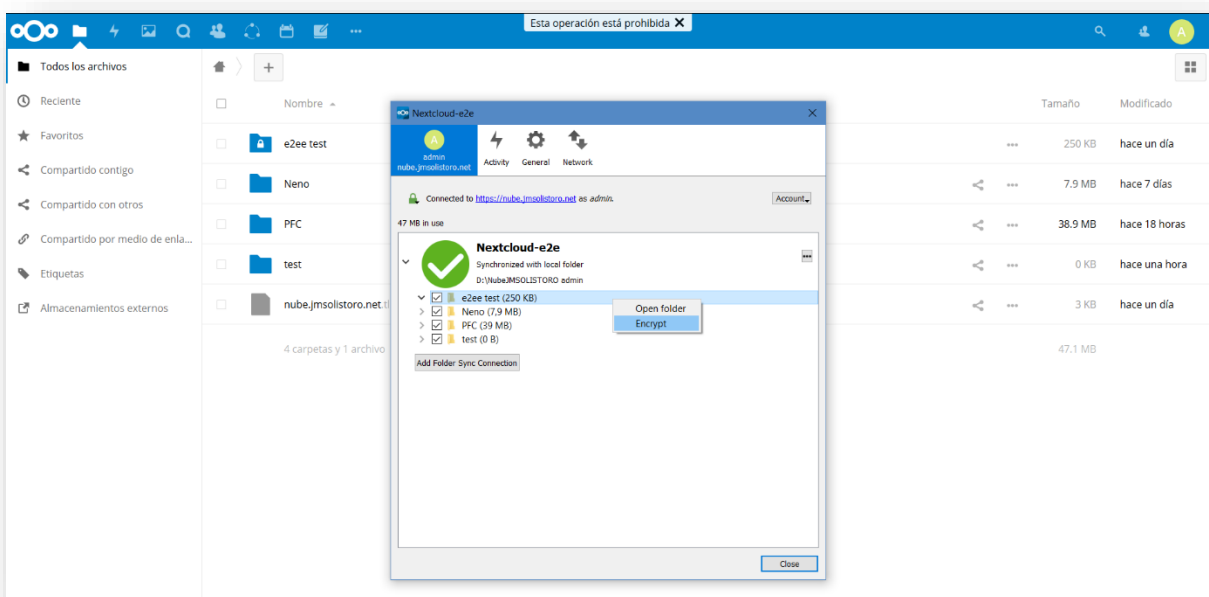 Esta operación está prohibida
A
Todos los archivos
Reciente
Favoritos
Compartido contigo
Compartido con otros
Compartido por medio de enla...
Etiquetas
Almacenamientos externos
Nombre
Tamaño
Modificado
e2ee test
250 KB
hace un día
Neno
7.9 MB
hace 7 días
PFC
38.9 MB
hace 18 horas
test
0 KB
hace una hora
nube.jmsolistoro.net
3 KB
hace un día
4 carpetas y 1 archivo
47.1 MB
Nextcloud-e2e
A
admin
nube.jmsolistoro.net
Activity
General
Network
Connected to https://nube.jmsolistoro.net as admin.
Account
47 MB in use
Nextcloud-e2e
Synchronized with local folder
D:\NubeJMSOLISTORO admin
e2ee test (250 KB)
Neno (7,9 MB)
PFC (39 MB)
test (0 B)
Open folder
Encrypt
Add Folder Sync Connection
Close